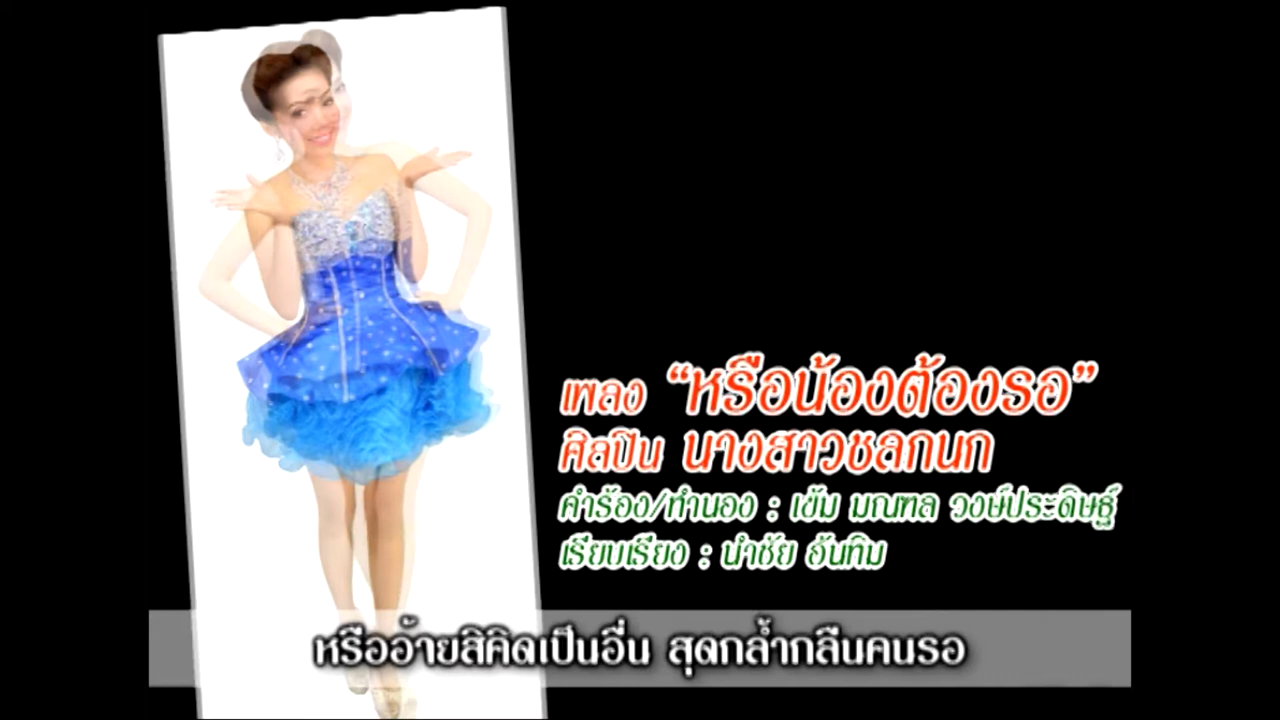 เพลง “หรือน้องต้องรอ”
ศิลปิน นางสาวชลกนก
คำร้อง/ทำนอง : เข้ม มณฑล วงษ์ประดิษฐ์
เรียบเรียง : นำชัย อันทิม
หรืออ้ายสิคิดเป็นอื่น สุดกล้ำกลืนคนรอ